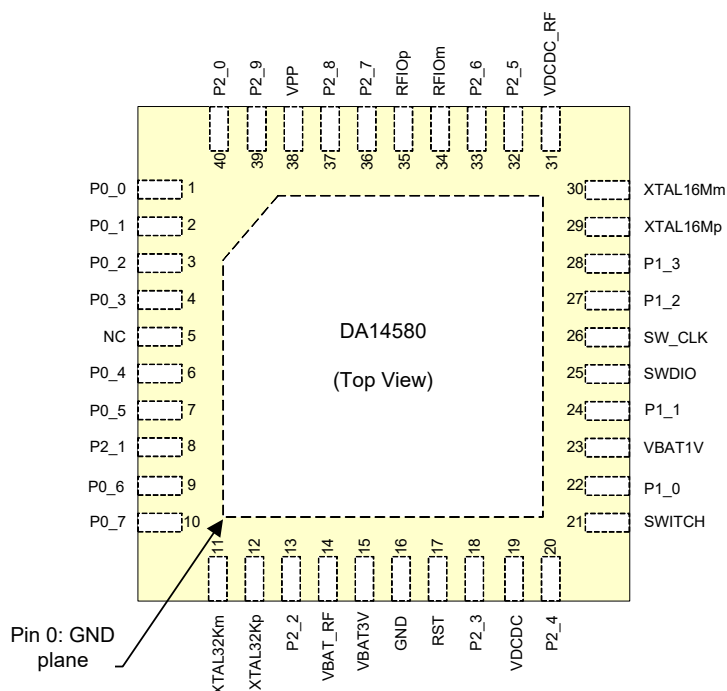 P2_0
P2_9
VPP
P2_8
P2_7
RFIOp
RFIOm
P2_6
P2_5
VDCDC_RF
40
39
38
37
36
35
34
33
32
31
P0_0 1
P0_1 2
P0_2 3
P0_3 4
NC 5
P0_4 6
P0_5 7
P2_1 8
P0_6 9
P0_7 10
30 XTAL16Mm
29 XTAL16Mp
28 P1_3
27 P1_2
26 SW_CLK
25 SWDIO
24 P1_1
23 VBAT1V
22 P1_0
21 SWITCH
DA14580
(Top View)
11
12
13
14
15
16
17
18
19
20
XTAL32Km
XTAL32Kp
P2_2
VBAT_RF
VBAT3V
GND
RST
P2_3
VDCDC
P2_4
Pin 0: GND
plane